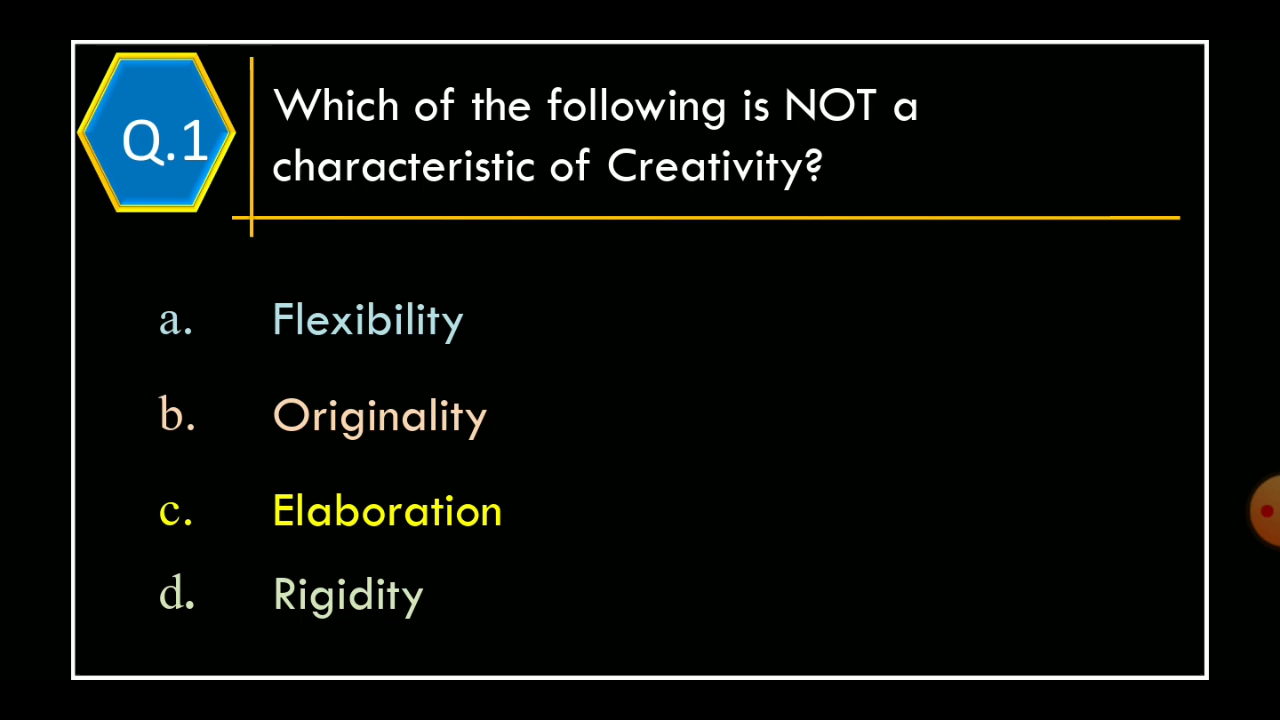 Q.1
Which of the following is NOT a
characteristic of Creativity?
a. Flexibility
b. Originality
c. Elaboration
d. Rigidity